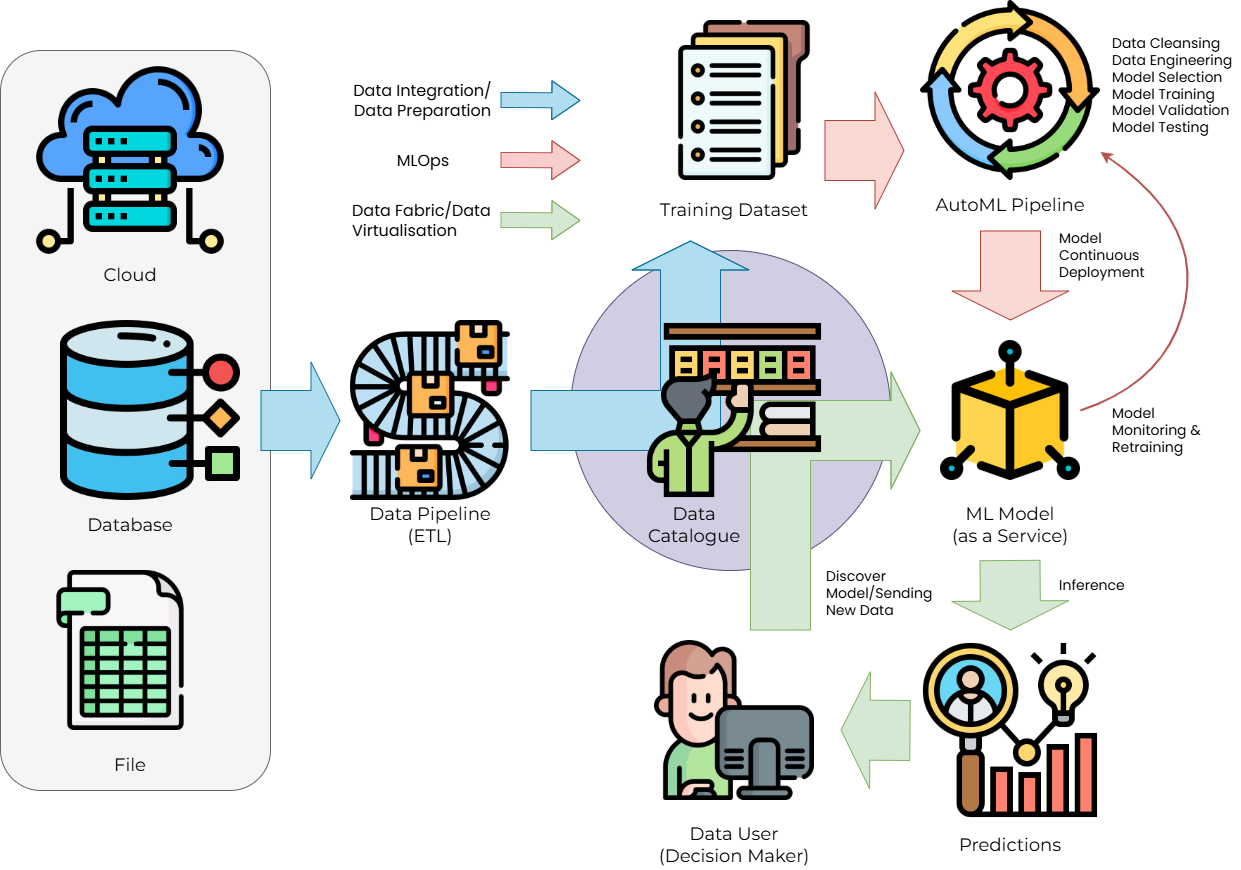 Data Integration/
Data Preparation
MLOps
Data Fabric/Data
Virtualisation
Cloud
Database
File
Data Pipeline
(ETL)
Training Dataset
Data
Catalogue
AutoML Pipeline
Data Cleansing
Data Engineering
Model Selection
Model Training
Model Validation
Model Testing
Model
Continuous
Deployment
Model
Monitoring &
Retraining
ML Model
(as a Service)
Discover
Model/Sending
New Data
Inference
Data User
(Decision Maker)
Predictions